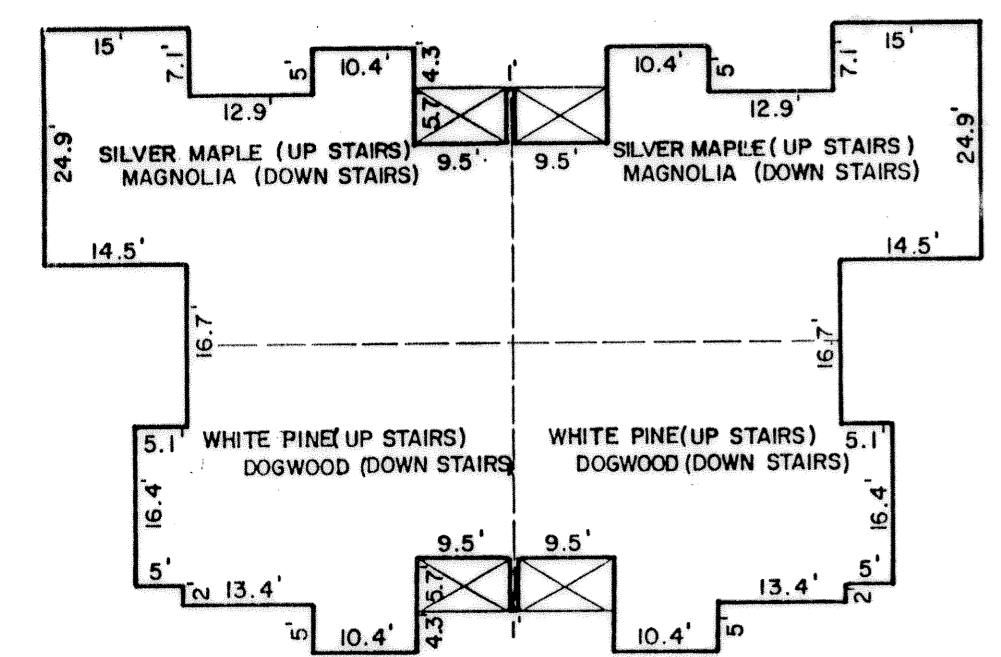 15' 7.1' 12.9' 5' 10.4' 4.3' 1' 10.4' 5' 12.9' 7.1' 15'
24.9' 5.7' 24.9'
SILVER MAPLE (UP STAIRS) 9.5' 9.5' SILVER MAPLE (UP STAIRS)
MAGNOLIA (DOWN STAIRS) MAGNOLIA (DOWN STAIRS)
14.5' 14.5'
16.7' 16.7'
5.1' WHITE PINE (UP STAIRS) WHITE PINE (UP STAIRS) 5.1'
DOGWOOD (DOWN STAIRS) DOGWOOD (DOWN STAIRS)
16.4' 16.4'
9.5' 9.5'
5' 2' 13.4' 5.7' 13.4' 2' 5'
5' 10.4' 4.3' 1' 10.4' 5'